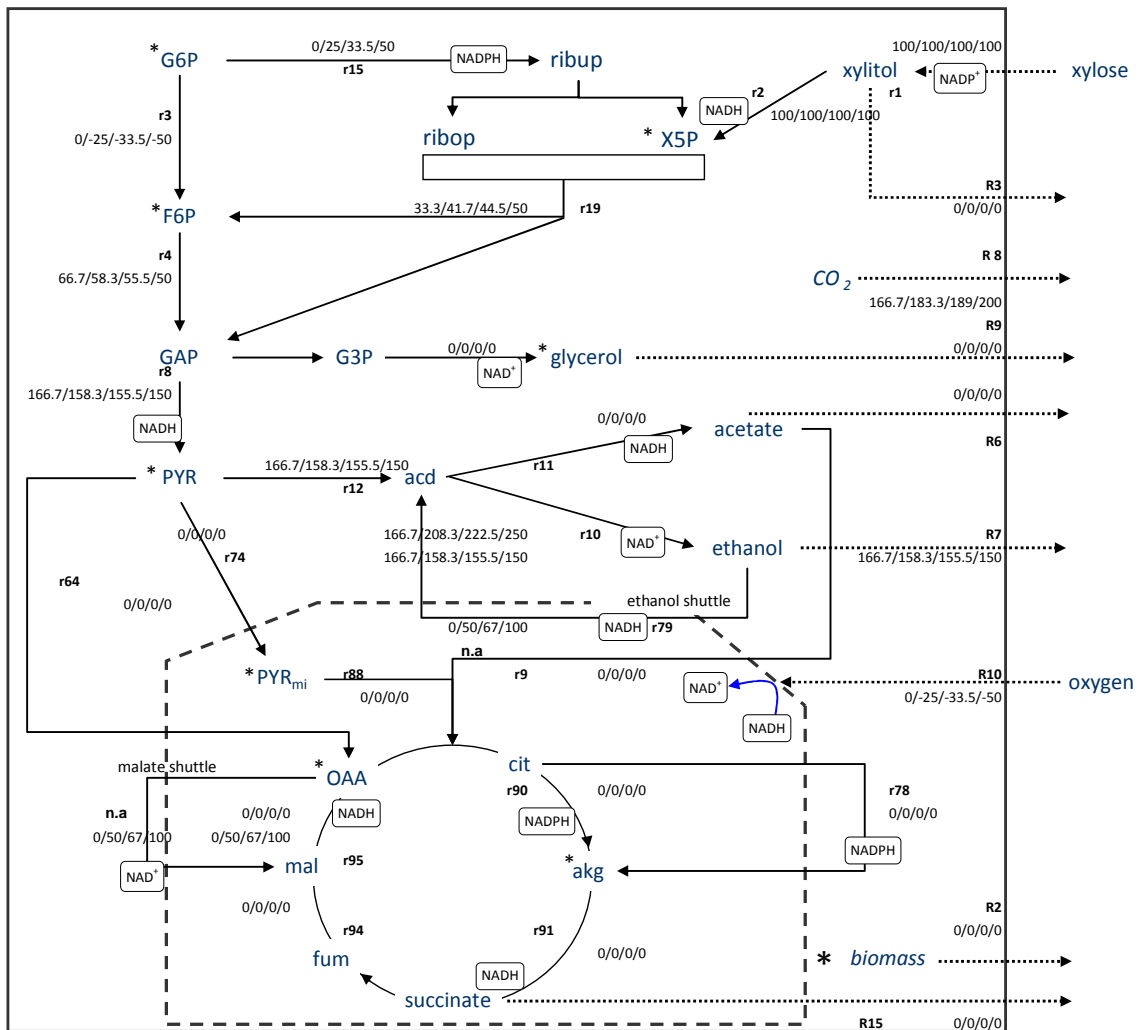 0/25/33.5/50
* G6P
NADPH
ribup
100/100/100/100
r15
xylitol
NADP+
xylose
r1
r2
r3
NADH
100/100/100/100
0/-25/-33.5/-50
ribop
* X5P
R3
0/0/0/0
* F6P
33.3/41.7/44.5/50
r19
r4
66.7/58.3/55.5/50
R 8
CO 2
166.7/183.3/189/200
R9
GAP
G3P
0/0/0/0
* glycerol
0/0/0/0
r8
NAD+
166.7/158.3/155.5/150
0/0/0/0
NADH
0/0/0/0
acetate
NADH
R6
* PYR
166.7/158.3/155.5/150
acd
r11
r12
166.7/208.3/222.5/250
r10
NAD+
ethanol
R7
0/0/0/0
r74
166.7/158.3/155.5/150
166.7/158.3/155.5/150
r64
0/0/0/0
ethanol shuttle
0/50/67/100
NADH
r79
n.a
* PYRmi
r88
r9
0/0/0/0
R10
oxygen
0/0/0/0
NAD+
0/-25/-33.5/-50
NADH
malate shuttle
* OAA
cit
r90
0/0/0/0
r78
n.a
0/0/0/0
NADH
NADPH
0/0/0/0
0/50/67/100
0/50/67/100
NADPH
NAD+
mal
r95
* akg
0/0/0/0
R2
r94
r91
0/0/0/0
fum
0/0/0/0
* biomass
NADH
succinate
R15
0/0/0/0